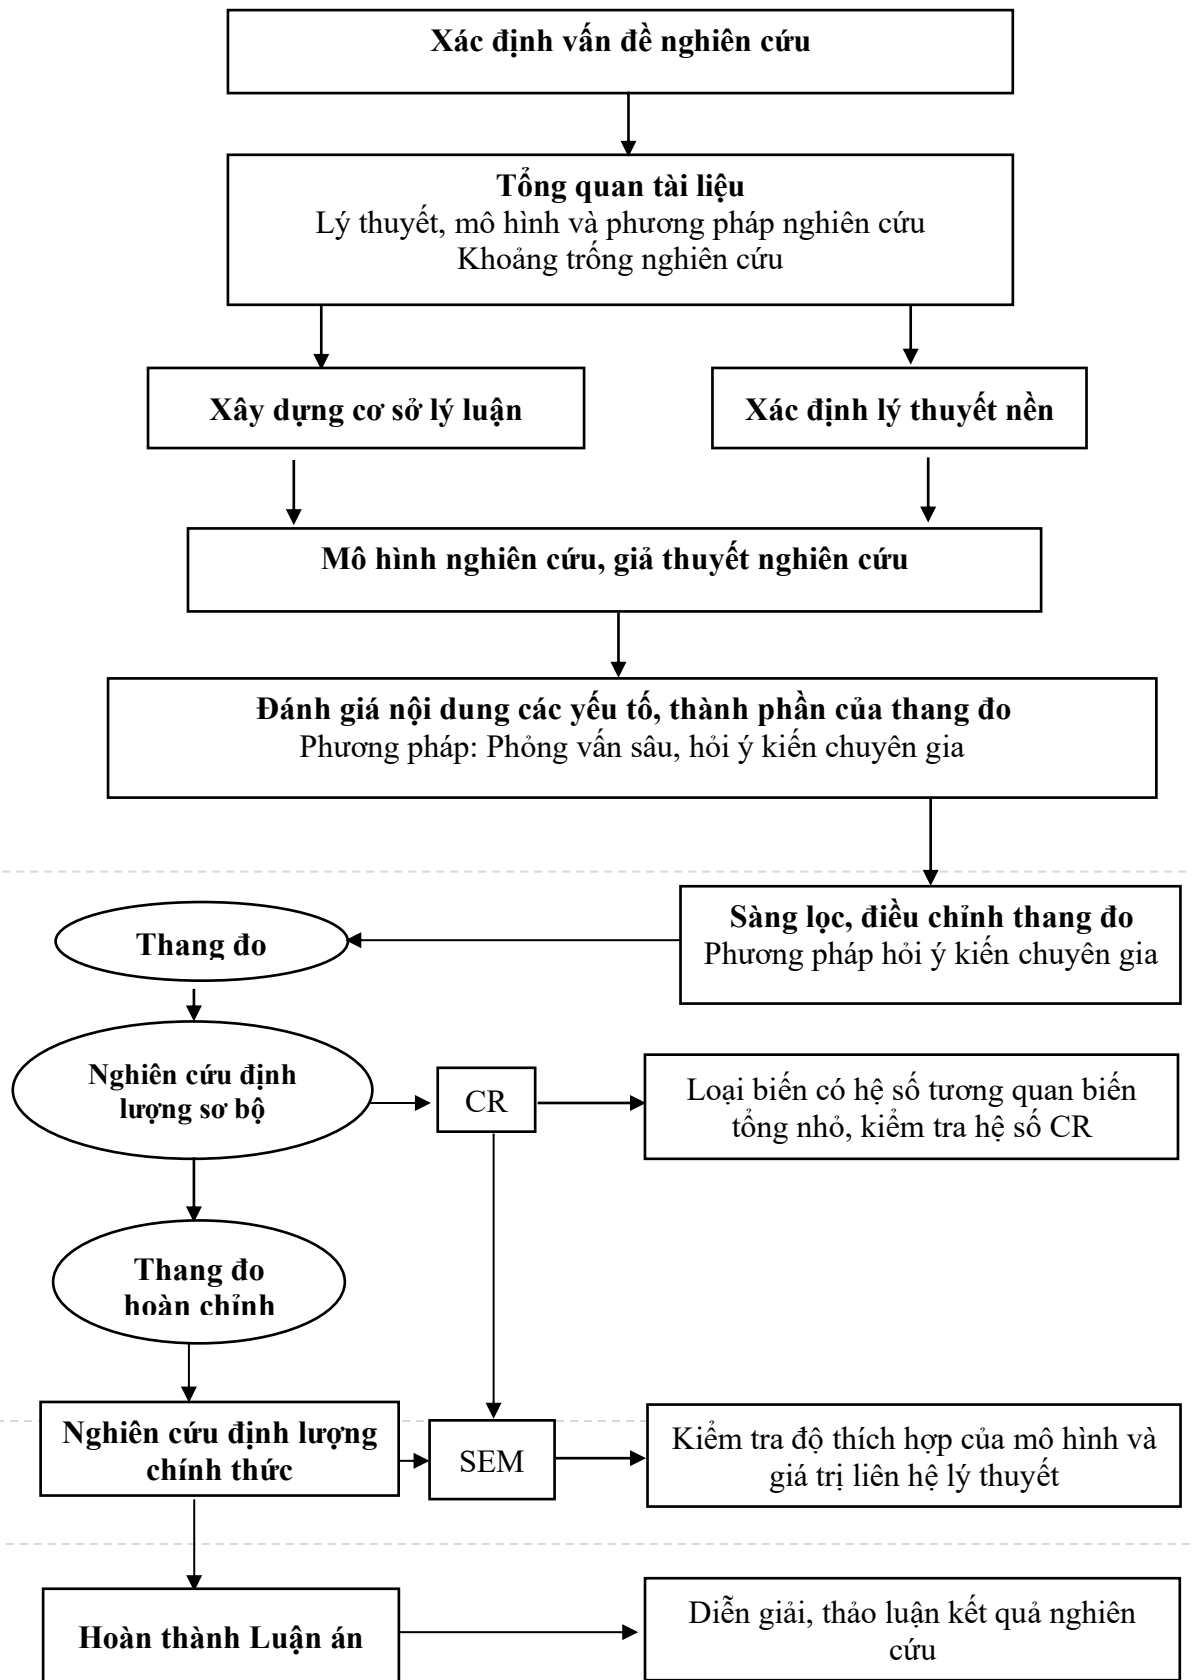 Xác định vấn đề nghiên cứu
Tổng quan tài liệu
Lý thuyết, mô hình và phương pháp nghiên cứu
Khoảng trống nghiên cứu
Xây dựng cơ sở lý luận
Xác định lý thuyết nền
Mô hình nghiên cứu, giả thuyết nghiên cứu
Đánh giá nội dung các yếu tố, thành phần của thang đo
Phương pháp: Phỏng vấn sâu, hỏi ý kiến chuyên gia
Sàng lọc, điều chỉnh thang đo
Phương pháp hỏi ý kiến chuyên gia
Thang đo
Nghiên cứu định
lượng sơ bộ
CR
Loại biến có hệ số tương quan biến
tổng nhỏ, kiểm tra hệ số CR
Thang đo
hoàn chỉnh
Nghiên cứu định lượng
chính thức
SEM
Kiểm tra độ thích hợp của mô hình và
giá trị liên hệ lý thuyết
Hoàn thành Luận án
Diễn giải, thảo luận kết quả nghiên
cứu